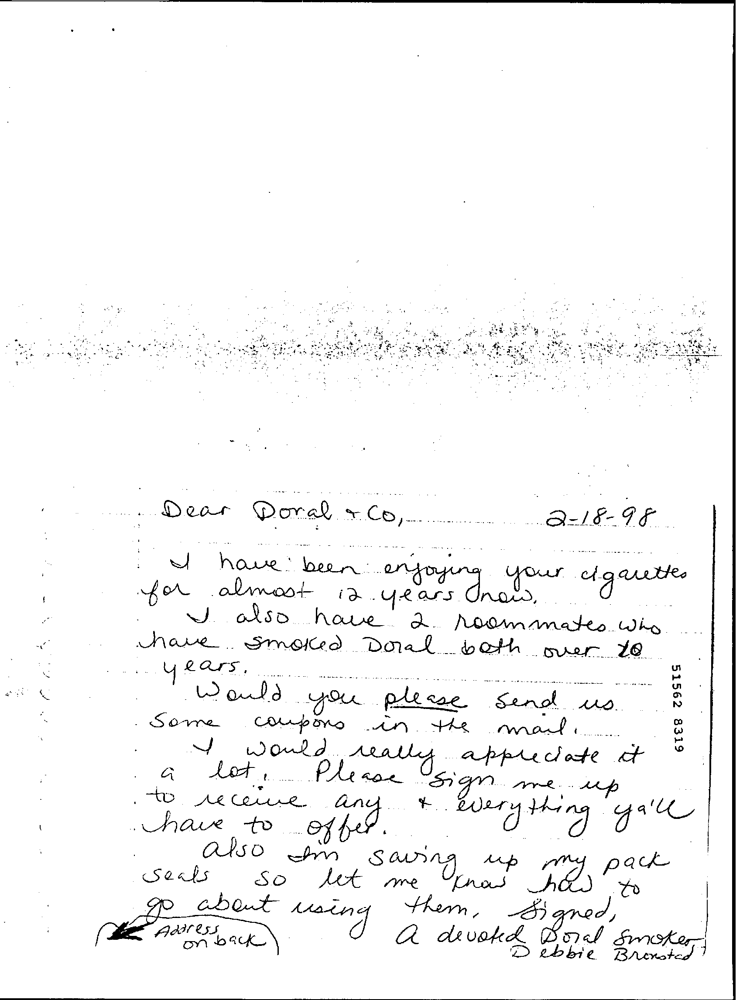 Dear Doral + Co, 2-18-98
I have been enjoying your cigarettes
for almost 12 years now.
I also have 2 roommates who
have smoked Doral both over 10
years.
Would you please send us
some coupons in the mail.
I would really appreciate it
a lot. Please sign me up
to receive any + everything ya'll
have to offer.
Also I'm saving up my pack
seals so let me know how to
go about using them. Signed,
Address
on back
A devoted Doral Smoker,
Debbie
51562 8319